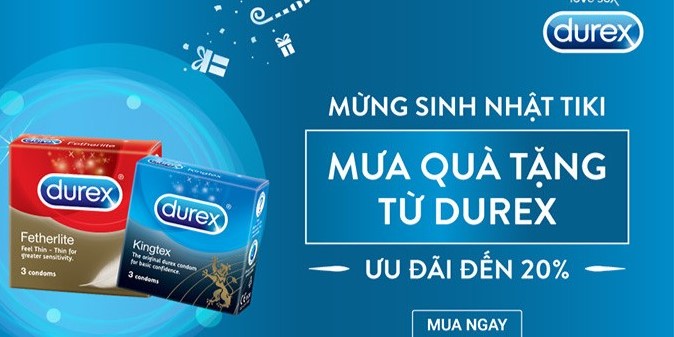 love sex
durex
MỪNG SINH NHẬT TIKI
MƯA QUÀ TẶNG
TỪ DUREX
ƯU ĐÃI ĐẾN 20%
MUA NGAY
Fetherlite
durex
Fetherlite
Feel Thin - Thin for
greater sensitivity.
3 condoms
Kingtex
durex
Kingtex
The original durex condom
for basic confidence.
3 condoms